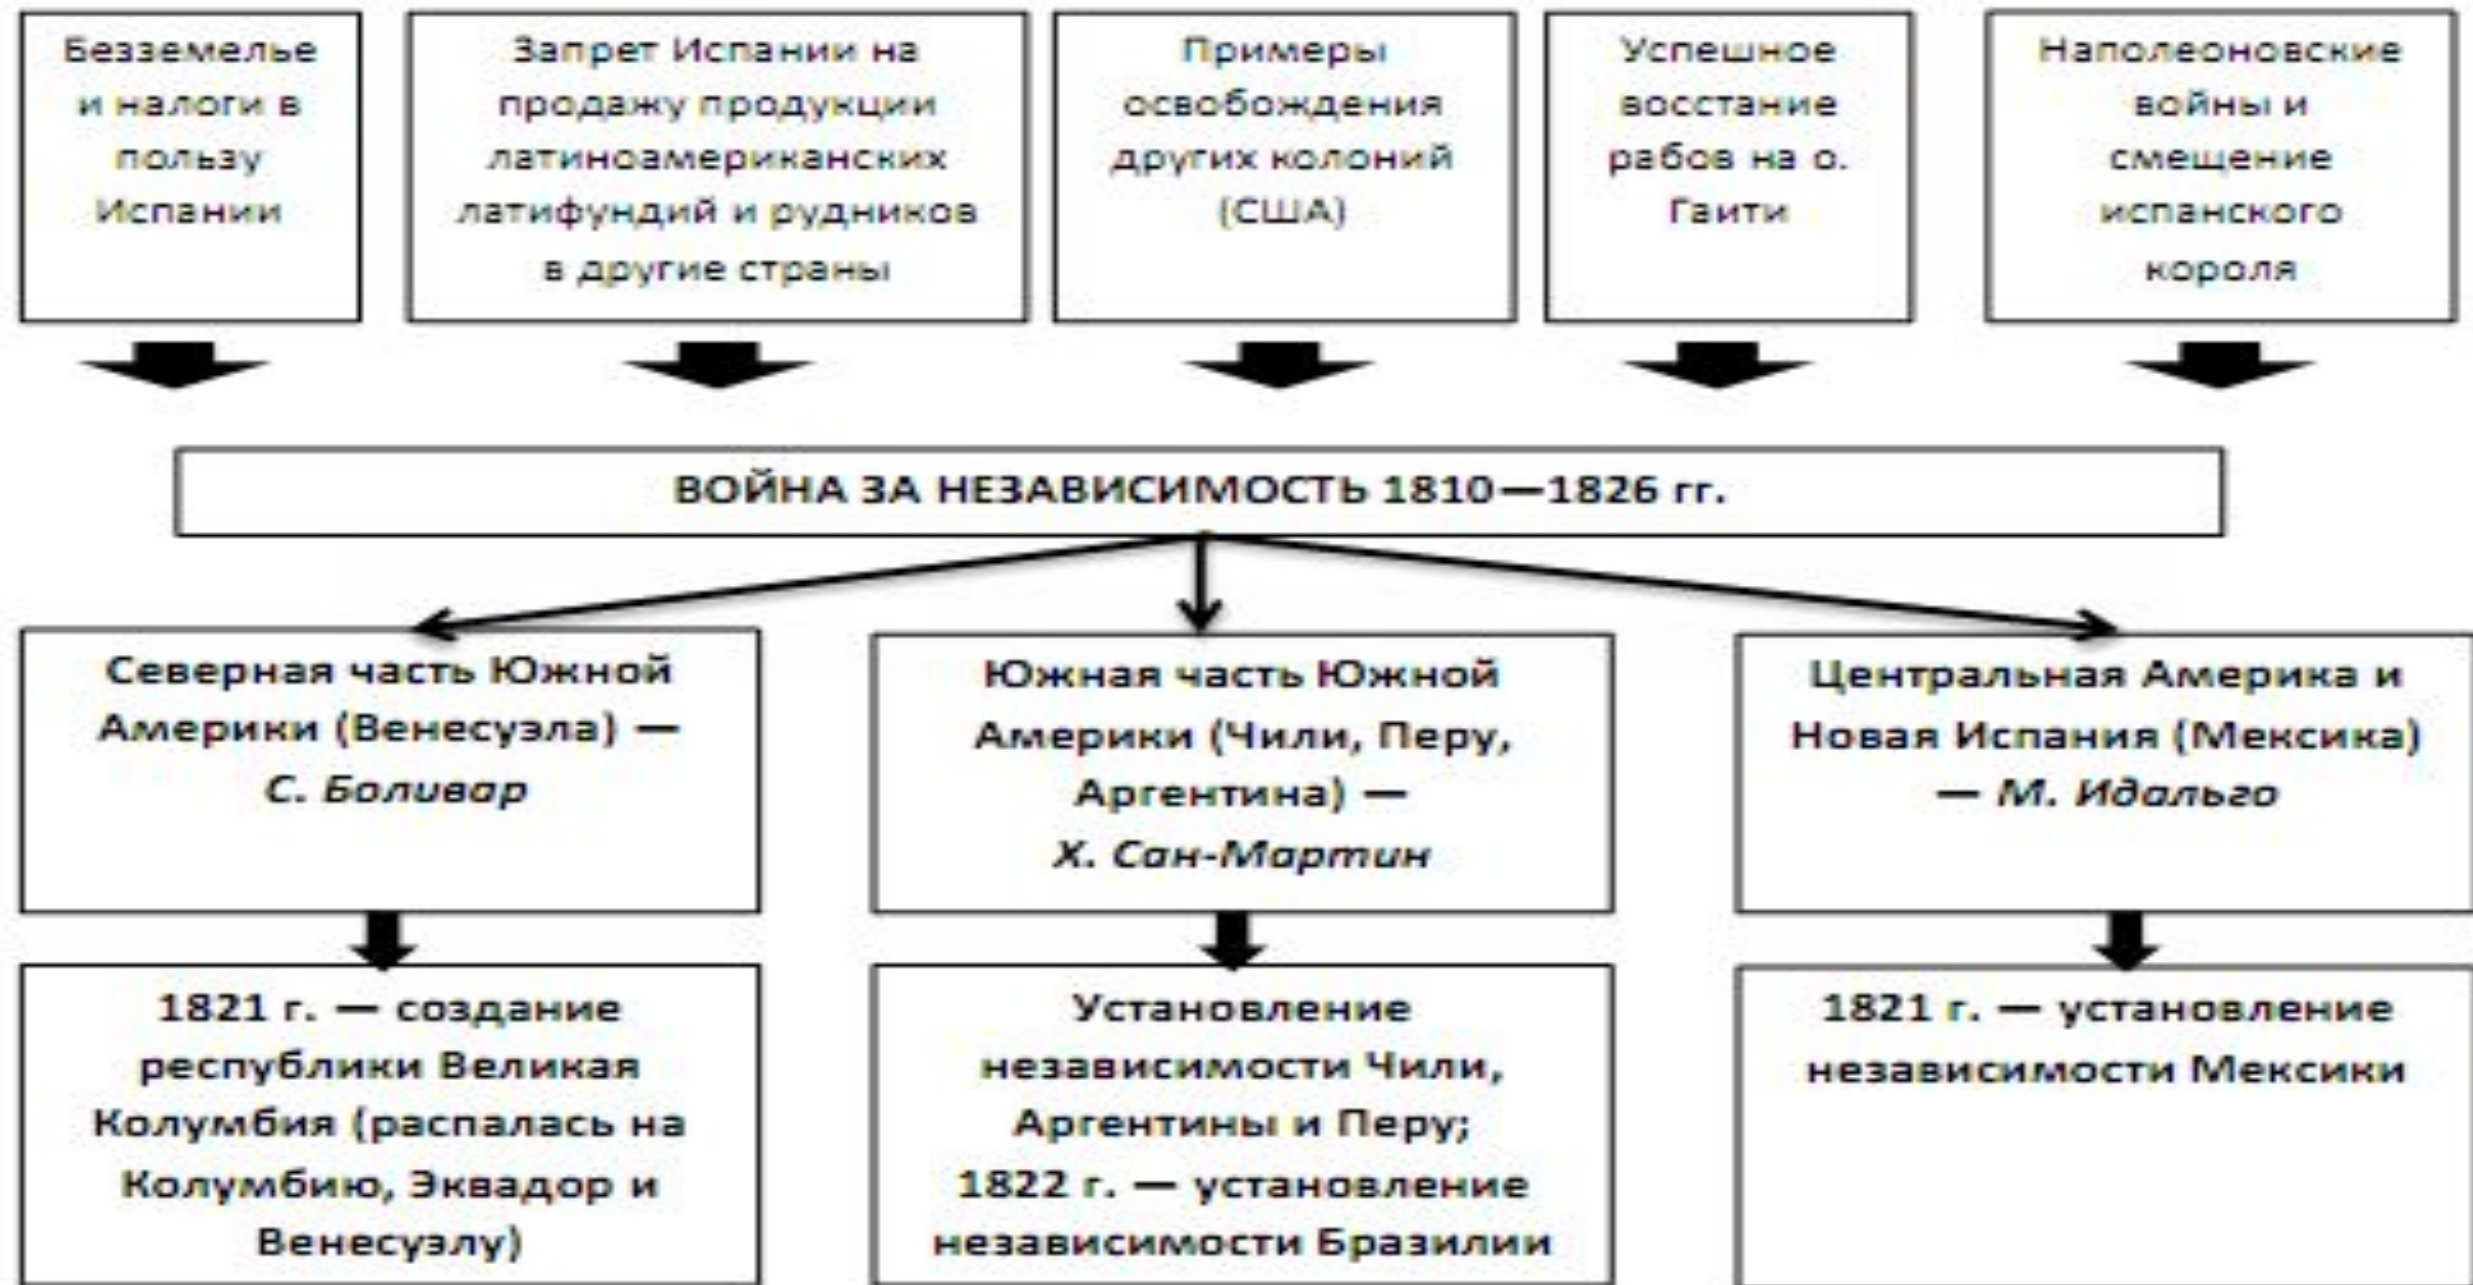 Безземелье
и налоги в
пользу
Испании
Запрет Испании на
продажу продукции
латиноамериканских
латифундий и рудников
в другие страны
Примеры
освобождения
других колоний
(США)
Успешное
восстание
рабов на о.
Гаити
Наполеоновские
войны и
смещение
испанского
короля
ВОЙНА ЗА НЕЗАВИСИМОСТЬ 1810—1826 гг.
Северная часть Южной
Америки (Венесуэла) —
С. Боливар
Южная часть Южной
Америки (Чили, Перу,
Аргентина) —
Х. Сан-Мартин
Центральная Америка и
Новая Испания (Мексика)
— М. Идальго
1821 г. — создание
республики Великая
Колумбия (распалась на
Колумбию, Эквадор и
Венесуэлу)
Установление
независимости Чили,
Аргентины и Перу;
1822 г. — установление
независимости Бразилии
1821 г. — установление
независимости Мексики